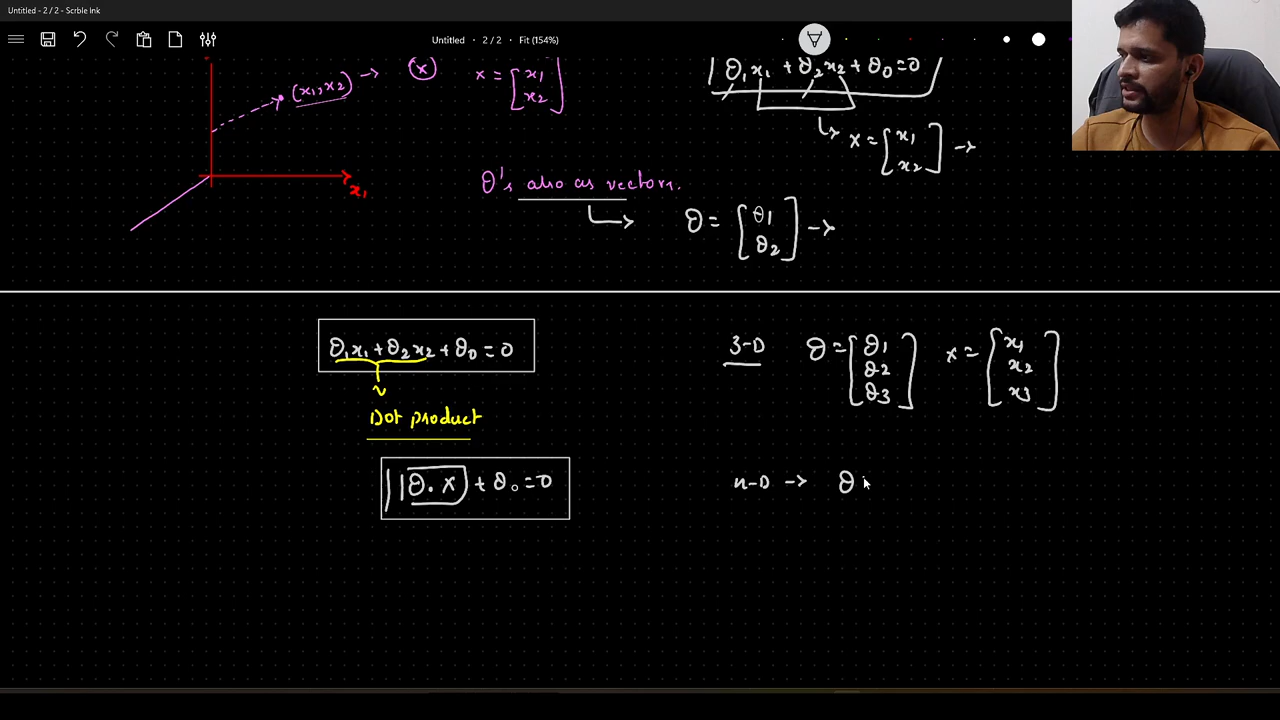 Untitled - 2 / 2 - Scrble Ink
Untitled • 2 / 2 • Fit (154%)
(x₁, x₂) → (x) x = [x₁
x₂]
x₁
θ₁x₁ + θ₂x₂ + θ₀ = 0
↳ x = [x₁
x₂] →
θ's also as vectors.
↳ θ = [θ1
θ2] →
θ₁x₁ + θ₂x₂ + θ₀ = 0
Dot product
||θ. x| + θ₀ = 0
3-D θ = [θ1
θ2
θ3] x = [x₁
x₂
x3]
n-D → θ